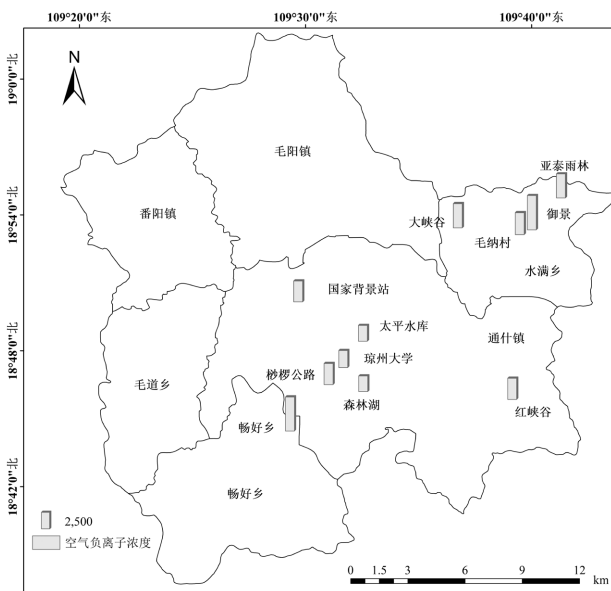 109°20'0"东
109°30'0"东
109°40'0"东
N
19°0'0"北
18°54'0"北
18°48'0"北
18°42'0"北
毛阳镇
亚泰雨林
番阳镇
大峡谷
御景
毛纳村
水满乡
国家背景站
太平水库
通什镇
琼州大学
毛道乡
桫椤公路
森林湖
红峡谷
畅好乡
畅好乡
2,500
空气负离子浓度
0 1.5 3 6 9 12
km